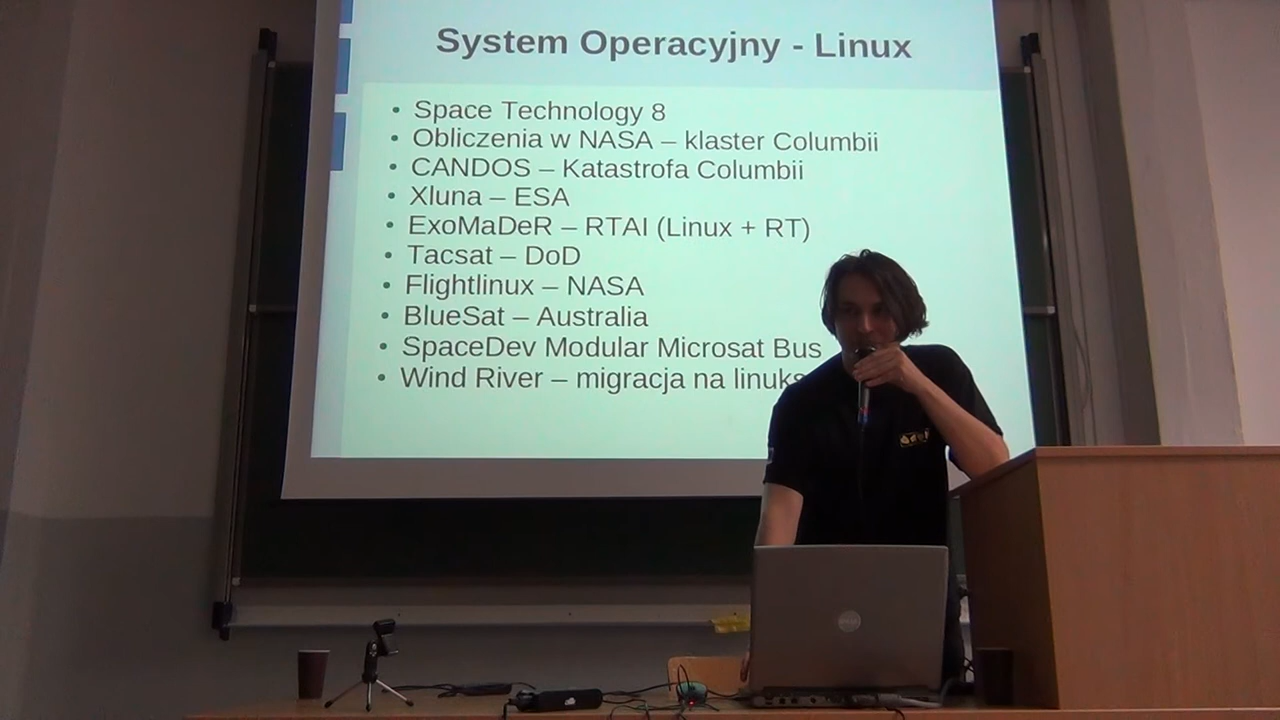 System Operacyjny - Linux
• Space Technology 8
• Obliczenia w NASA – klaster Columbii
• CANDOS – Katastrofa Columbii
• Xluna – ESA
• ExoMaDeR – RTAI (Linux + RT)
• Tacsat – DoD
• Flightlinux – NASA
• BlueSat – Australia
• SpaceDev Modular Microsat Bus
• Wind River – migracja na linuks
DELL